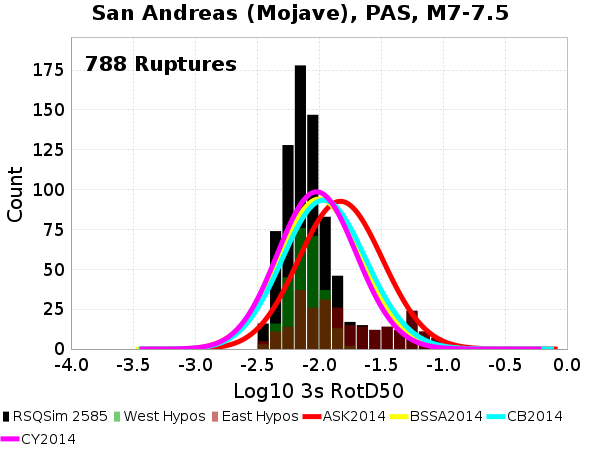 San Andreas (Mojave), PAS, M7-7.5
788 Ruptures
Count
175
150
125
100
75
50
25
0
-4.0 -3.5 -3.0 -2.5 -2.0 -1.5 -1.0 -0.5 0.0
Log10 3s RotD50
RSQSim 2585 West Hypos East Hypos ASK2014 BSSA2014 CB2014
CY2014